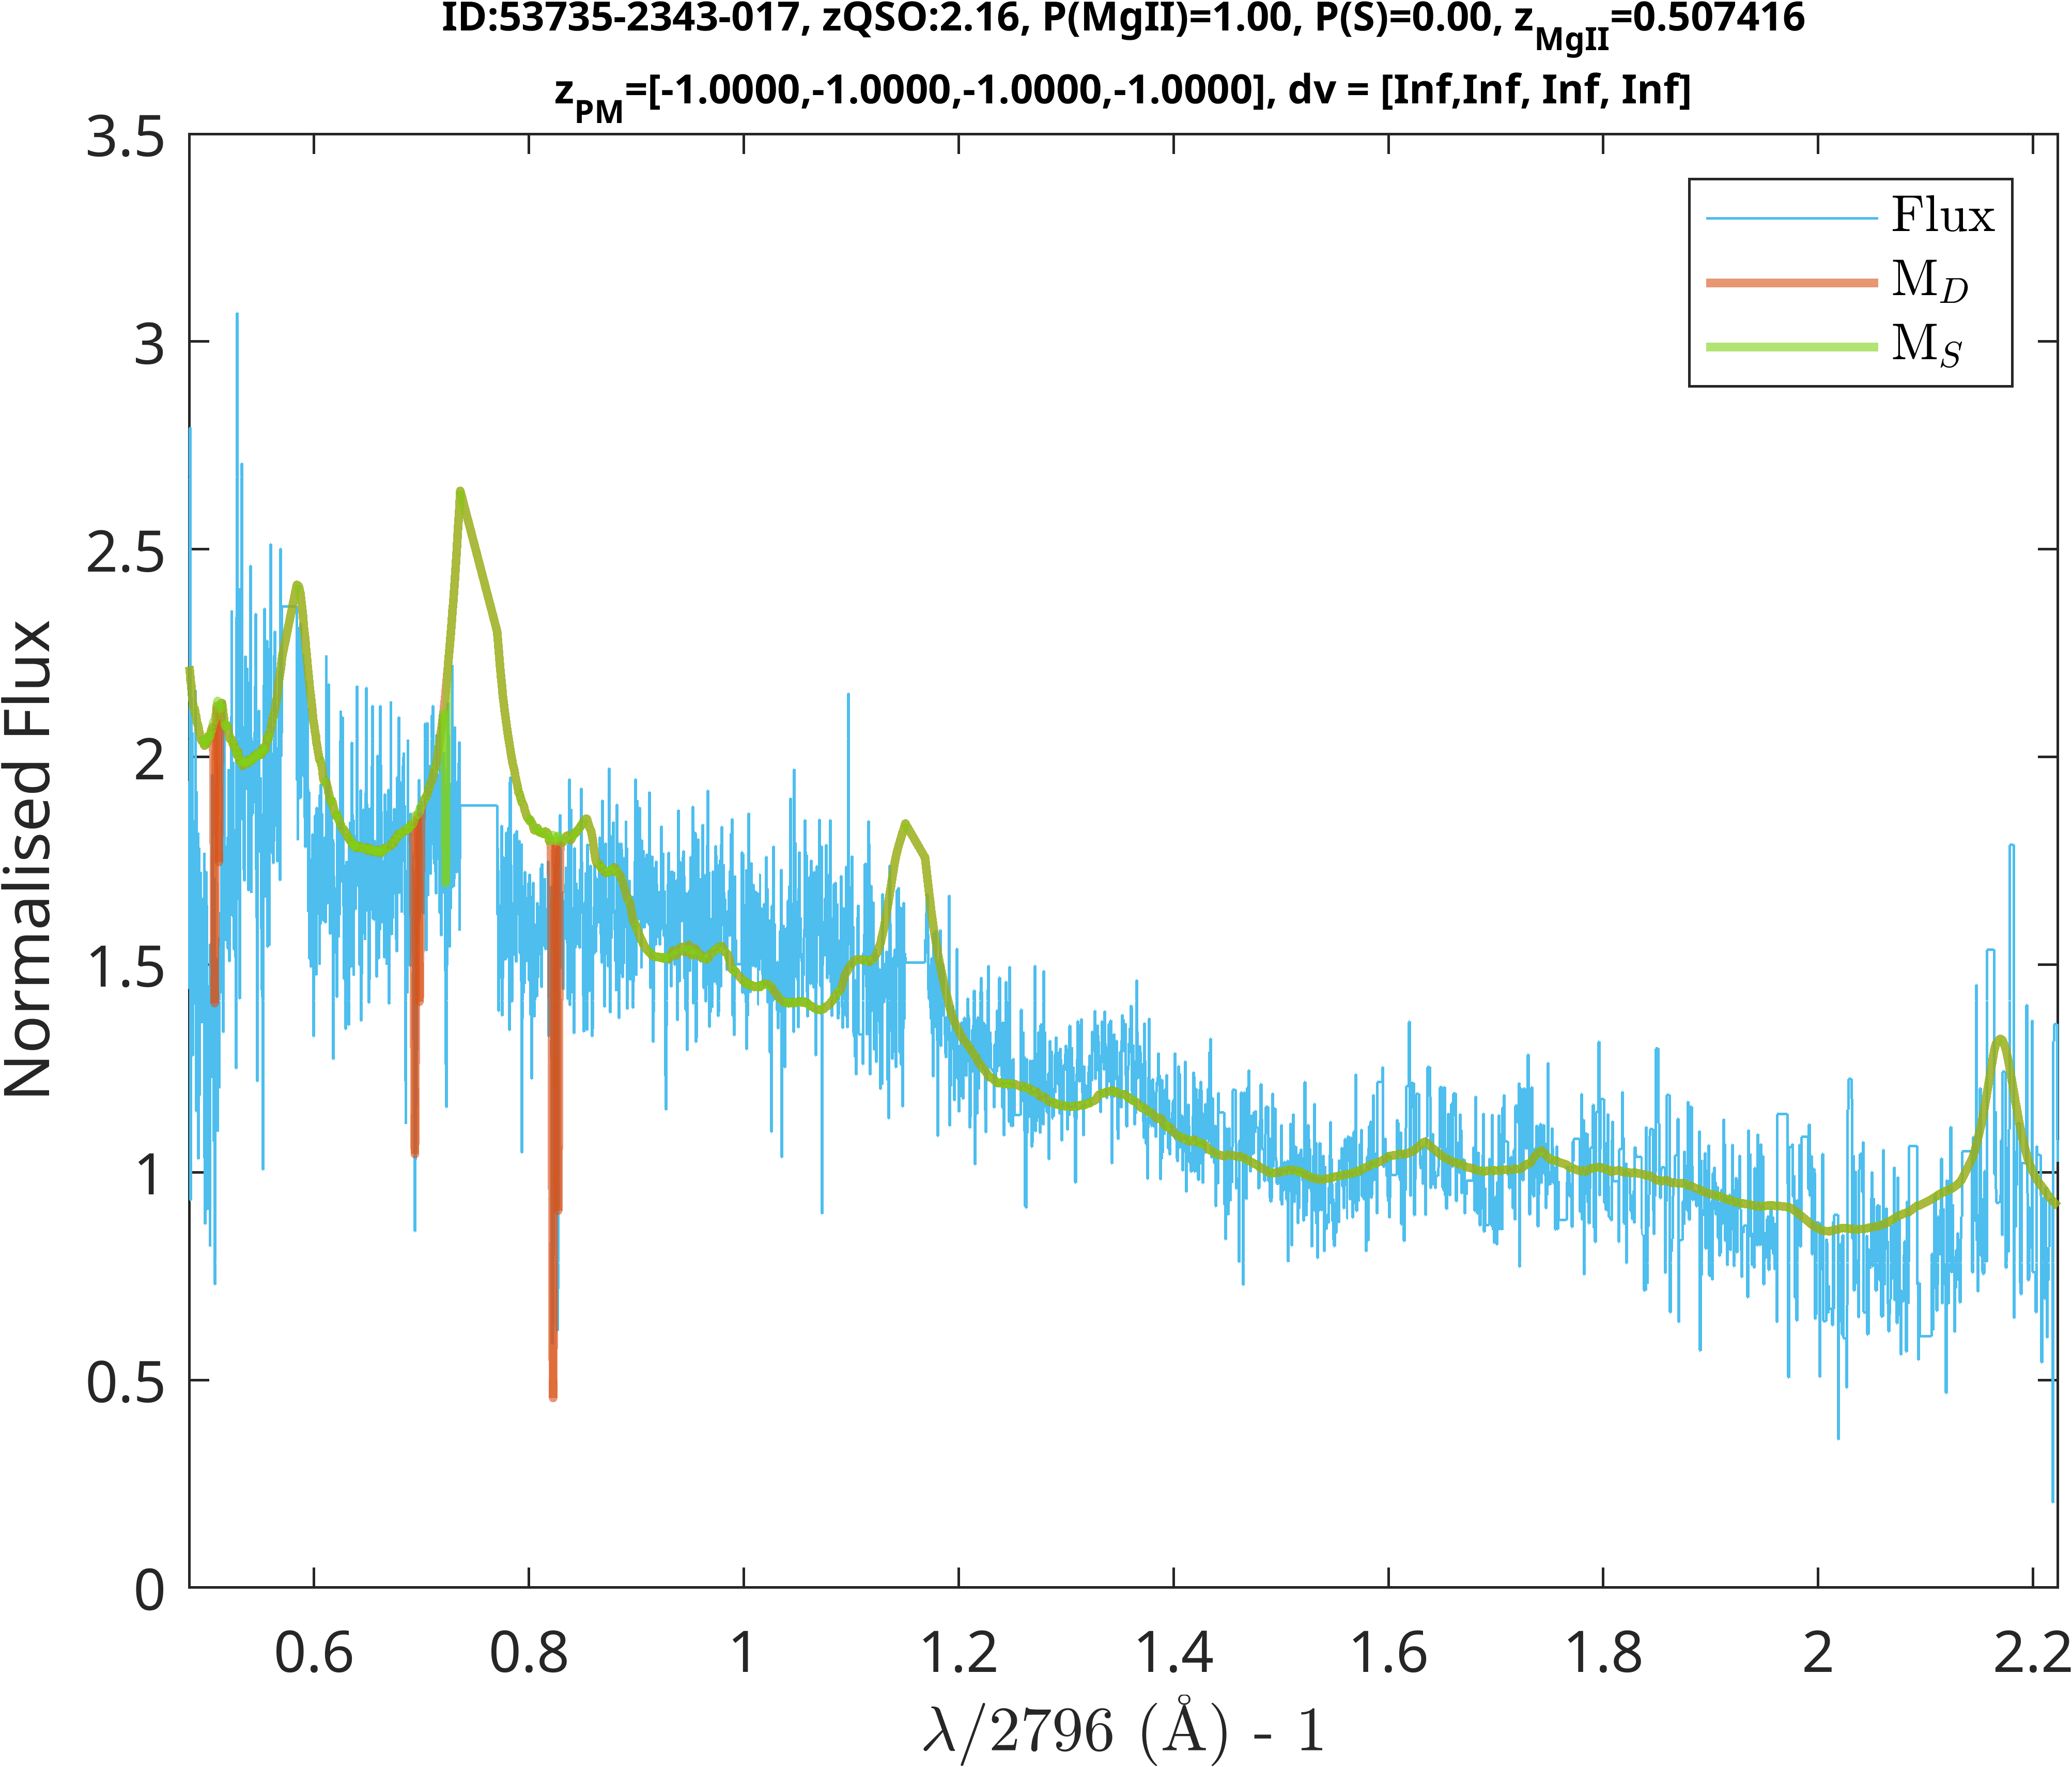 ID:53735-2343-017, zQSO:2.16, P(MgII)=1.00, P(S)=0.00, zMgII=0.507416
zPM=[-1.0000,-1.0000,-1.0000,-1.0000], dv = [Inf,Inf, Inf, Inf]
3.5
3
2.5
2
1.5
1
0.5
0
Normalised Flux
Flux
MD
MS
0.6 0.8 1 1.2 1.4 1.6 1.8 2 2.2
λ/2796 (Å) - 1